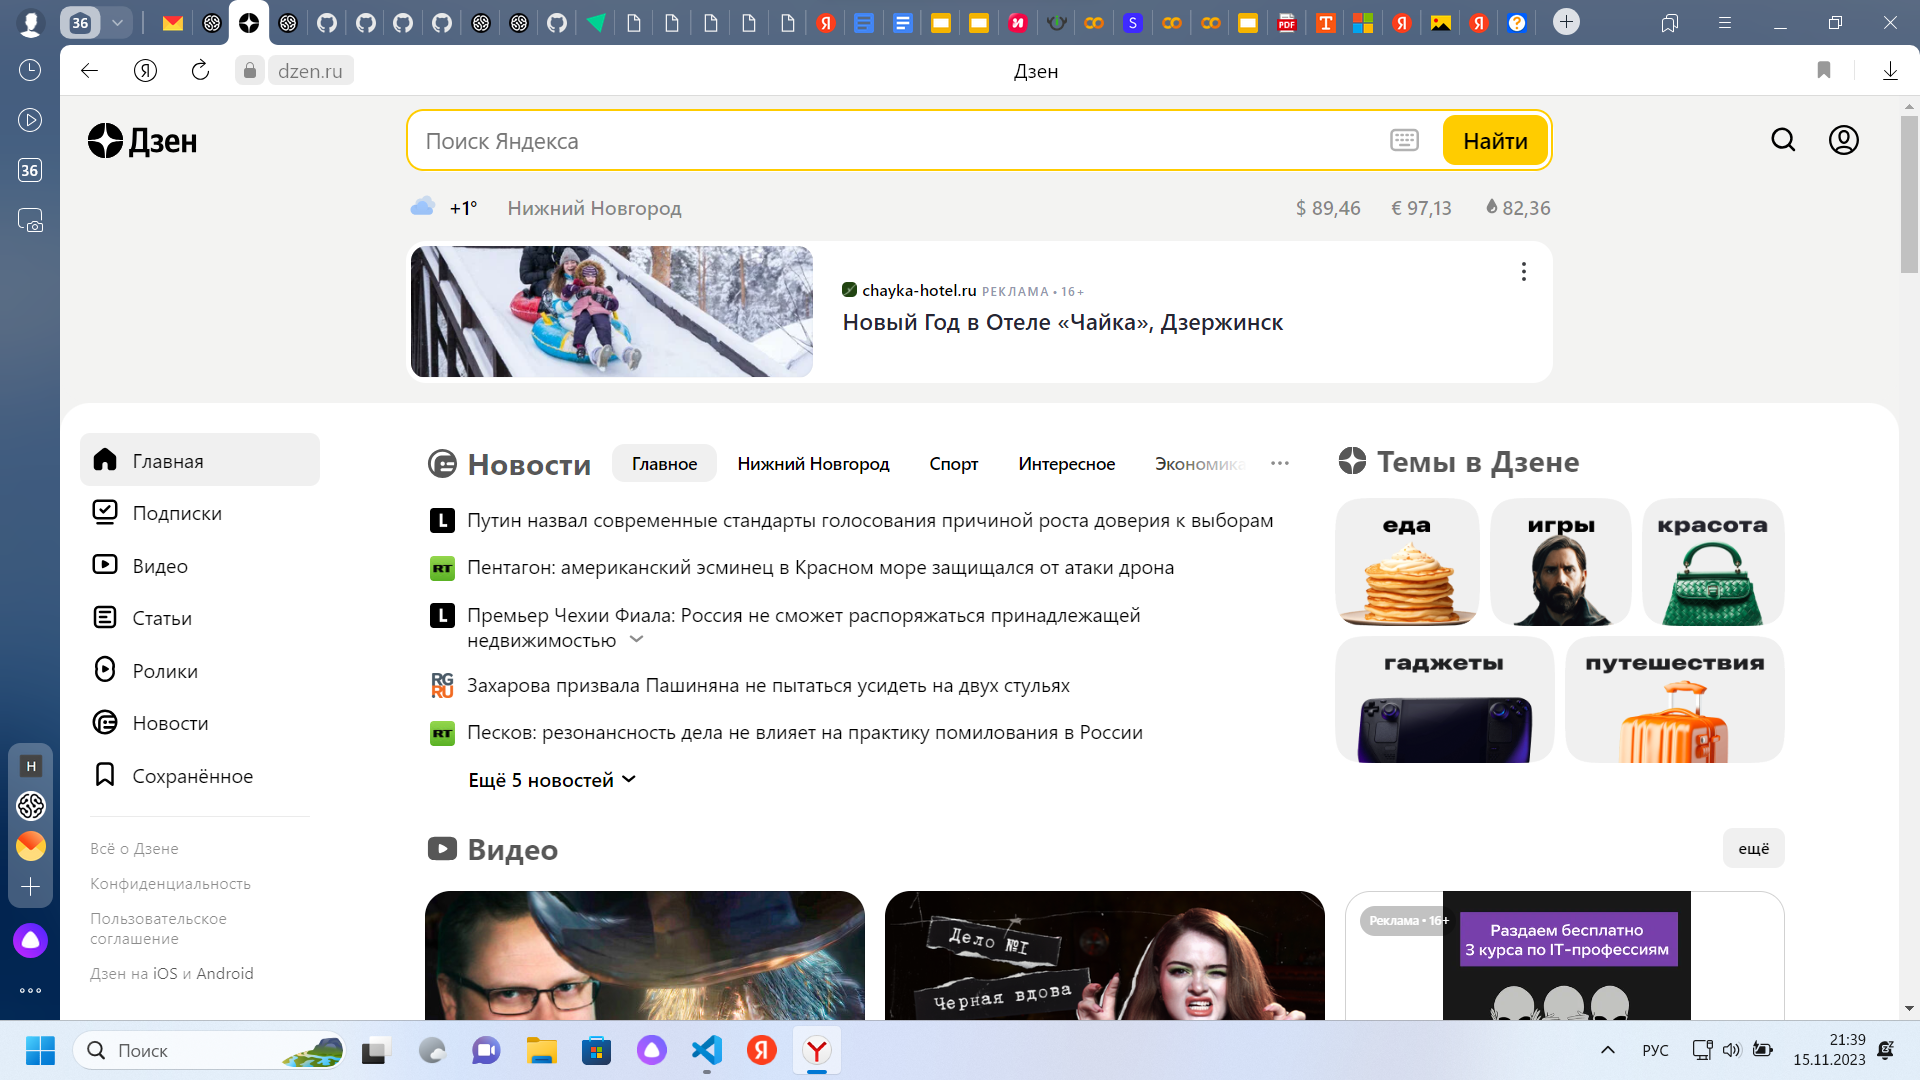 36
dzen.ru
Дзен
36
Дзен
Поиск Яндекса
Найти
+1°
Нижний Новгород
$ 89,46
€ 97,13
82,36
chayka-hotel.ru РЕКЛАМА • 16+
Новый Год в Отеле «Чайка», Дзержинск
Главная
Подписки
Видео
Статьи
Ролики
Новости
Сохранённое
Всё о Дзене
Конфиденциальность
Пользовательское
соглашение
Дзен на iOS и Android
Новости
Главное
Нижний Новгород
Спорт
Интересное
Экономика
L Путин назвал современные стандарты голосования причиной роста доверия к выборам
RT Пентагон: американский эсминец в Красном море защищался от атаки дрона
L Премьер Чехии Фиала: Россия не сможет распоряжаться принадлежащей
недвижимостью
RG
RU Захарова призвала Пашиняна не пытаться усидеть на двух стульях
RT Песков: резонансность дела не влияет на практику помилования в России
Ещё 5 новостей
Темы в Дзене
еда
игры
красота
гаджеты
путешествия
Видео
ещё
Дело №1
Черная вдова
Реклама • 16+
Раздаем бесплатно
3 курса по IT-профессиям
H
Поиск
РУС
21:39
15.11.2023